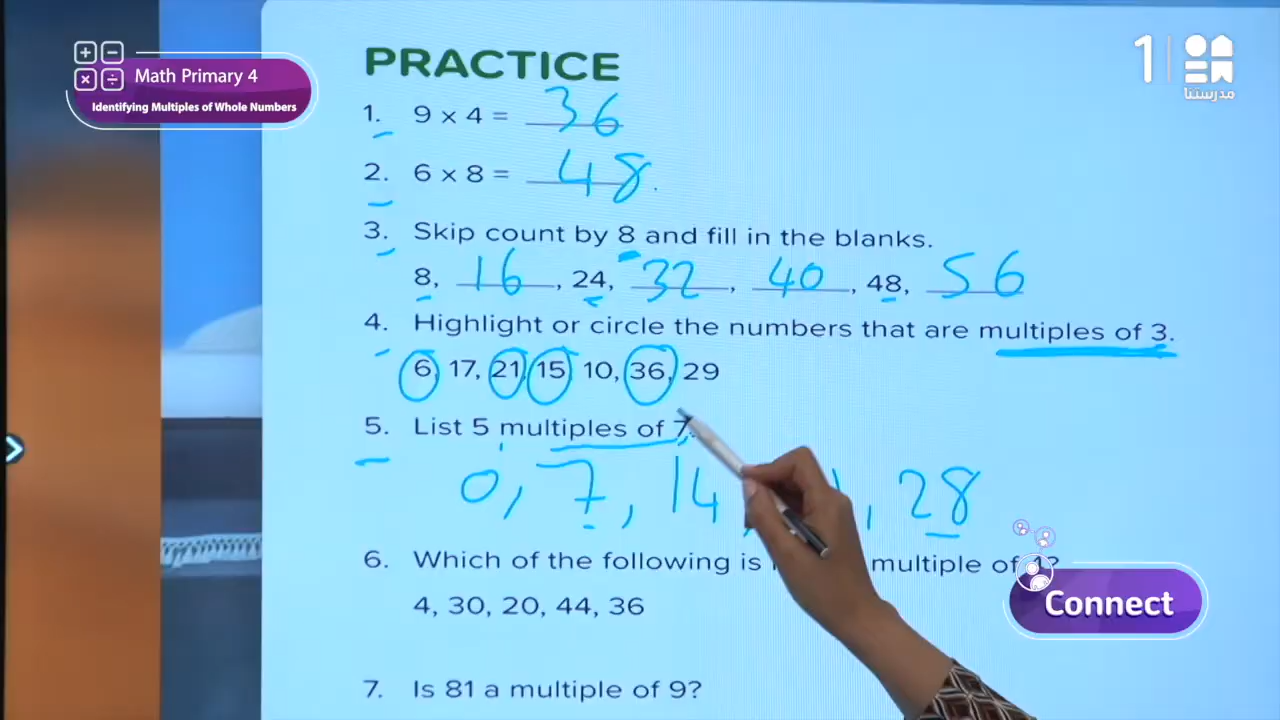 Math Primary 4
Identifying Multiples of Whole Numbers
1
مدرستنا
PRACTICE
1. 9 x 4 = 36
2. 6 x 8 = 48.
3. Skip count by 8 and fill in the blanks.
8, 16, 24, 32, 40, 48, 56
4. Highlight or circle the numbers that are multiples of 3.
6, 17, 21, 15, 10, 36, 29
5. List 5 multiples of 7.
0, 7, 14, 28
6. Which of the following is multiple of
4, 30, 20, 44, 36
7. Is 81 a multiple of 9?
Connect